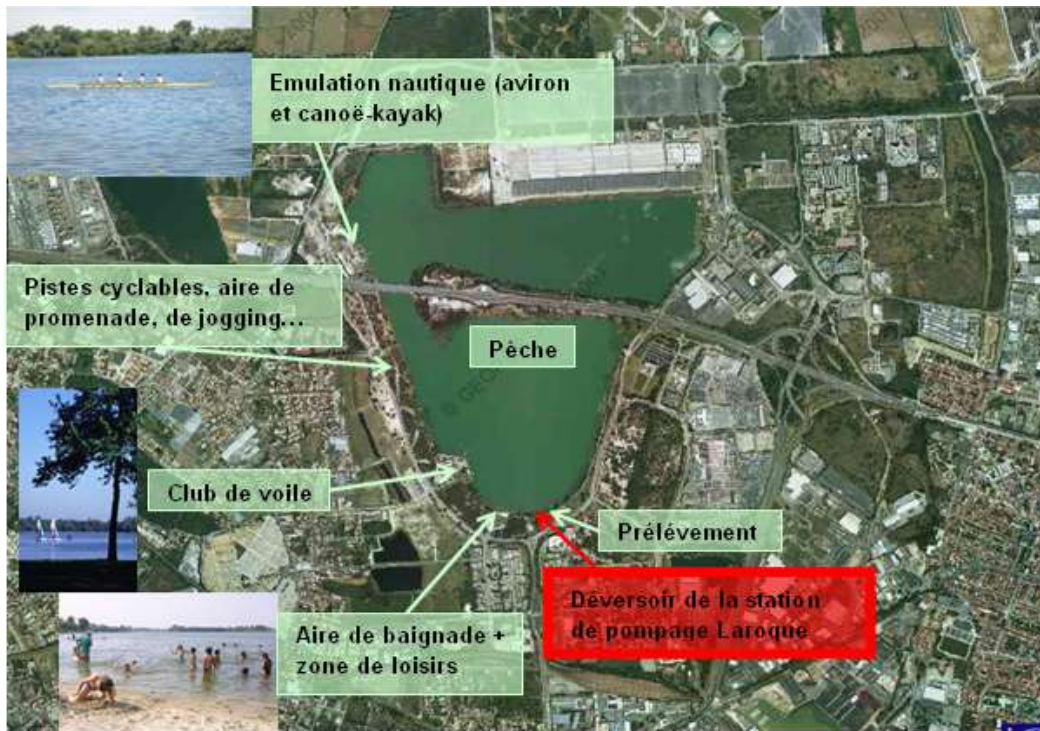 Emulation nautique (aviron
et canoë-kayak)
Pistes cyclables, aire de
promenade, de jogging...
Pêche
Club de voile
Prélévement
Déversoir de la station
de pompage Laroque
Aire de baignade +
zone de loisirs